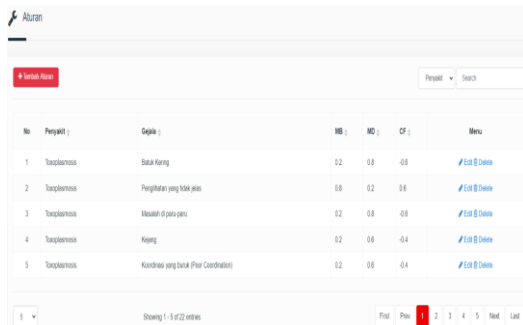 Aturan
+ Tambah Aturan
Penyakit Search
No Penyakit Gejala MB MD CF Menu
1 Toxoplasmosis Batuk Kering 0.2 0.8 -0.6 Edit Delete
2 Toxoplasmosis Penglihatan yang tidak jelas 0.8 0.2 0.6 Edit Delete
3 Toxoplasmosis Masalah di paru-paru 0.2 0.8 -0.6 Edit Delete
4 Toxoplasmosis Kejang 0.2 0.6 -0.4 Edit Delete
5 Toxoplasmosis Koordinasi yang buruk (Poor Coordination) 0.2 0.6 -0.4 Edit Delete
5 Showing 1 - 5 of 22 entries First Prev 1 2 3 4 5 Next Last